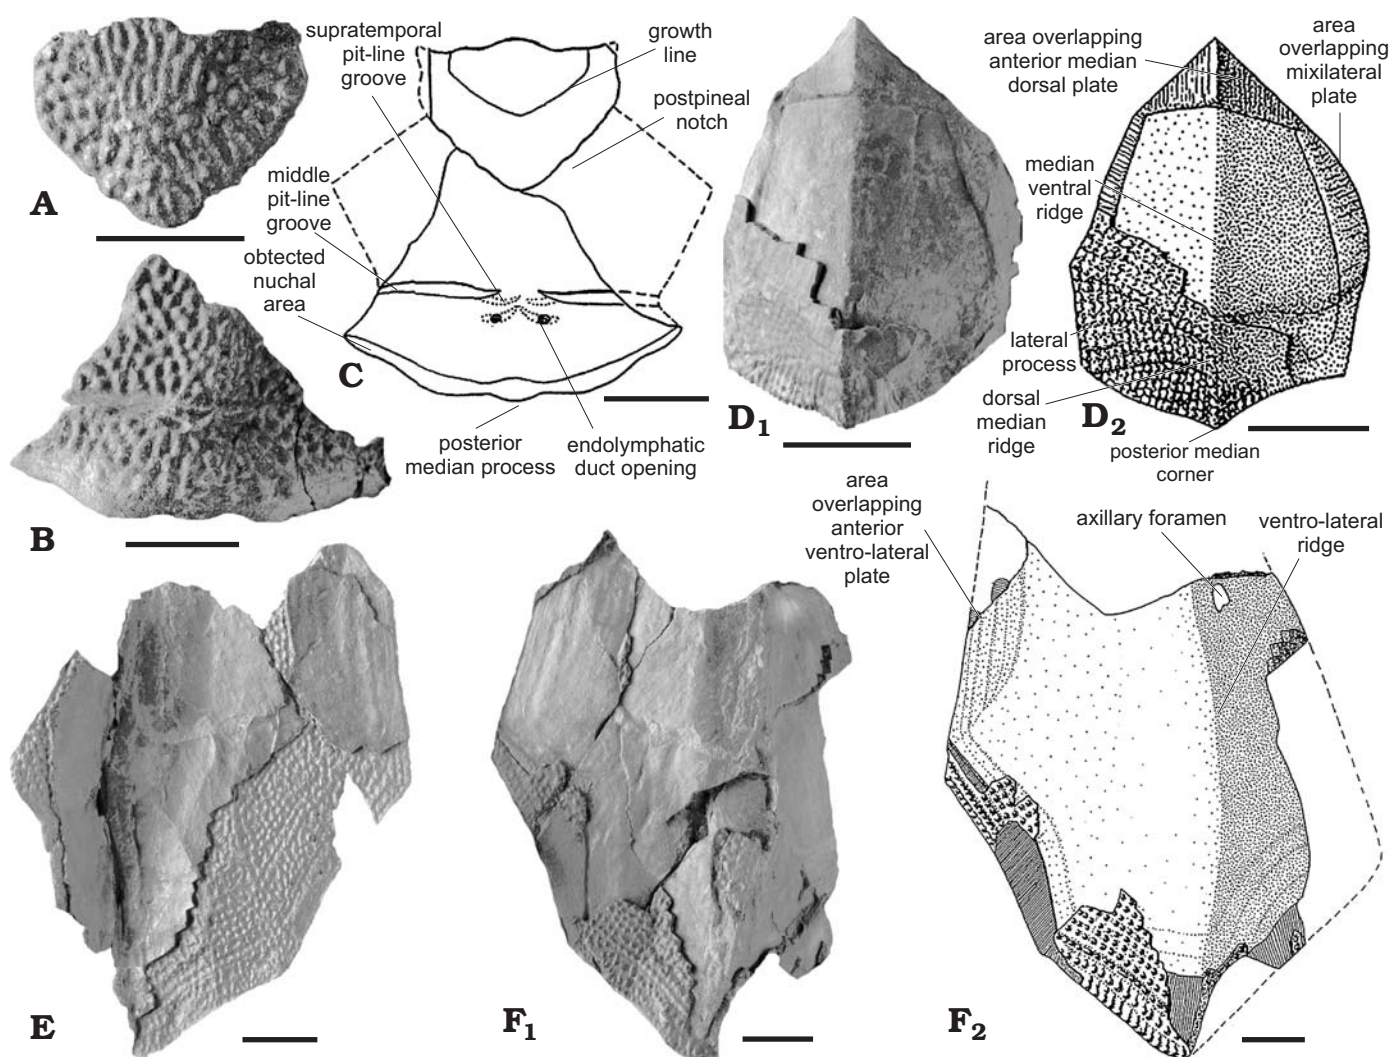 A
supratemporal
pit-line
groove
growth
line
postpineal
notch
middle
pit-line
groove
obtected
nuchal
area
C
posterior
median process
endolymphatic
duct opening
B
D1
area overlapping
anterior median
dorsal plate
area
overlapping
mixilateral
plate
median
ventral
ridge
lateral
process
dorsal
median
ridge
D2
posterior median
corner
area
overlapping
anterior
ventro-lateral
plate
axillary foramen
ventro-lateral
ridge
E
F1
F2